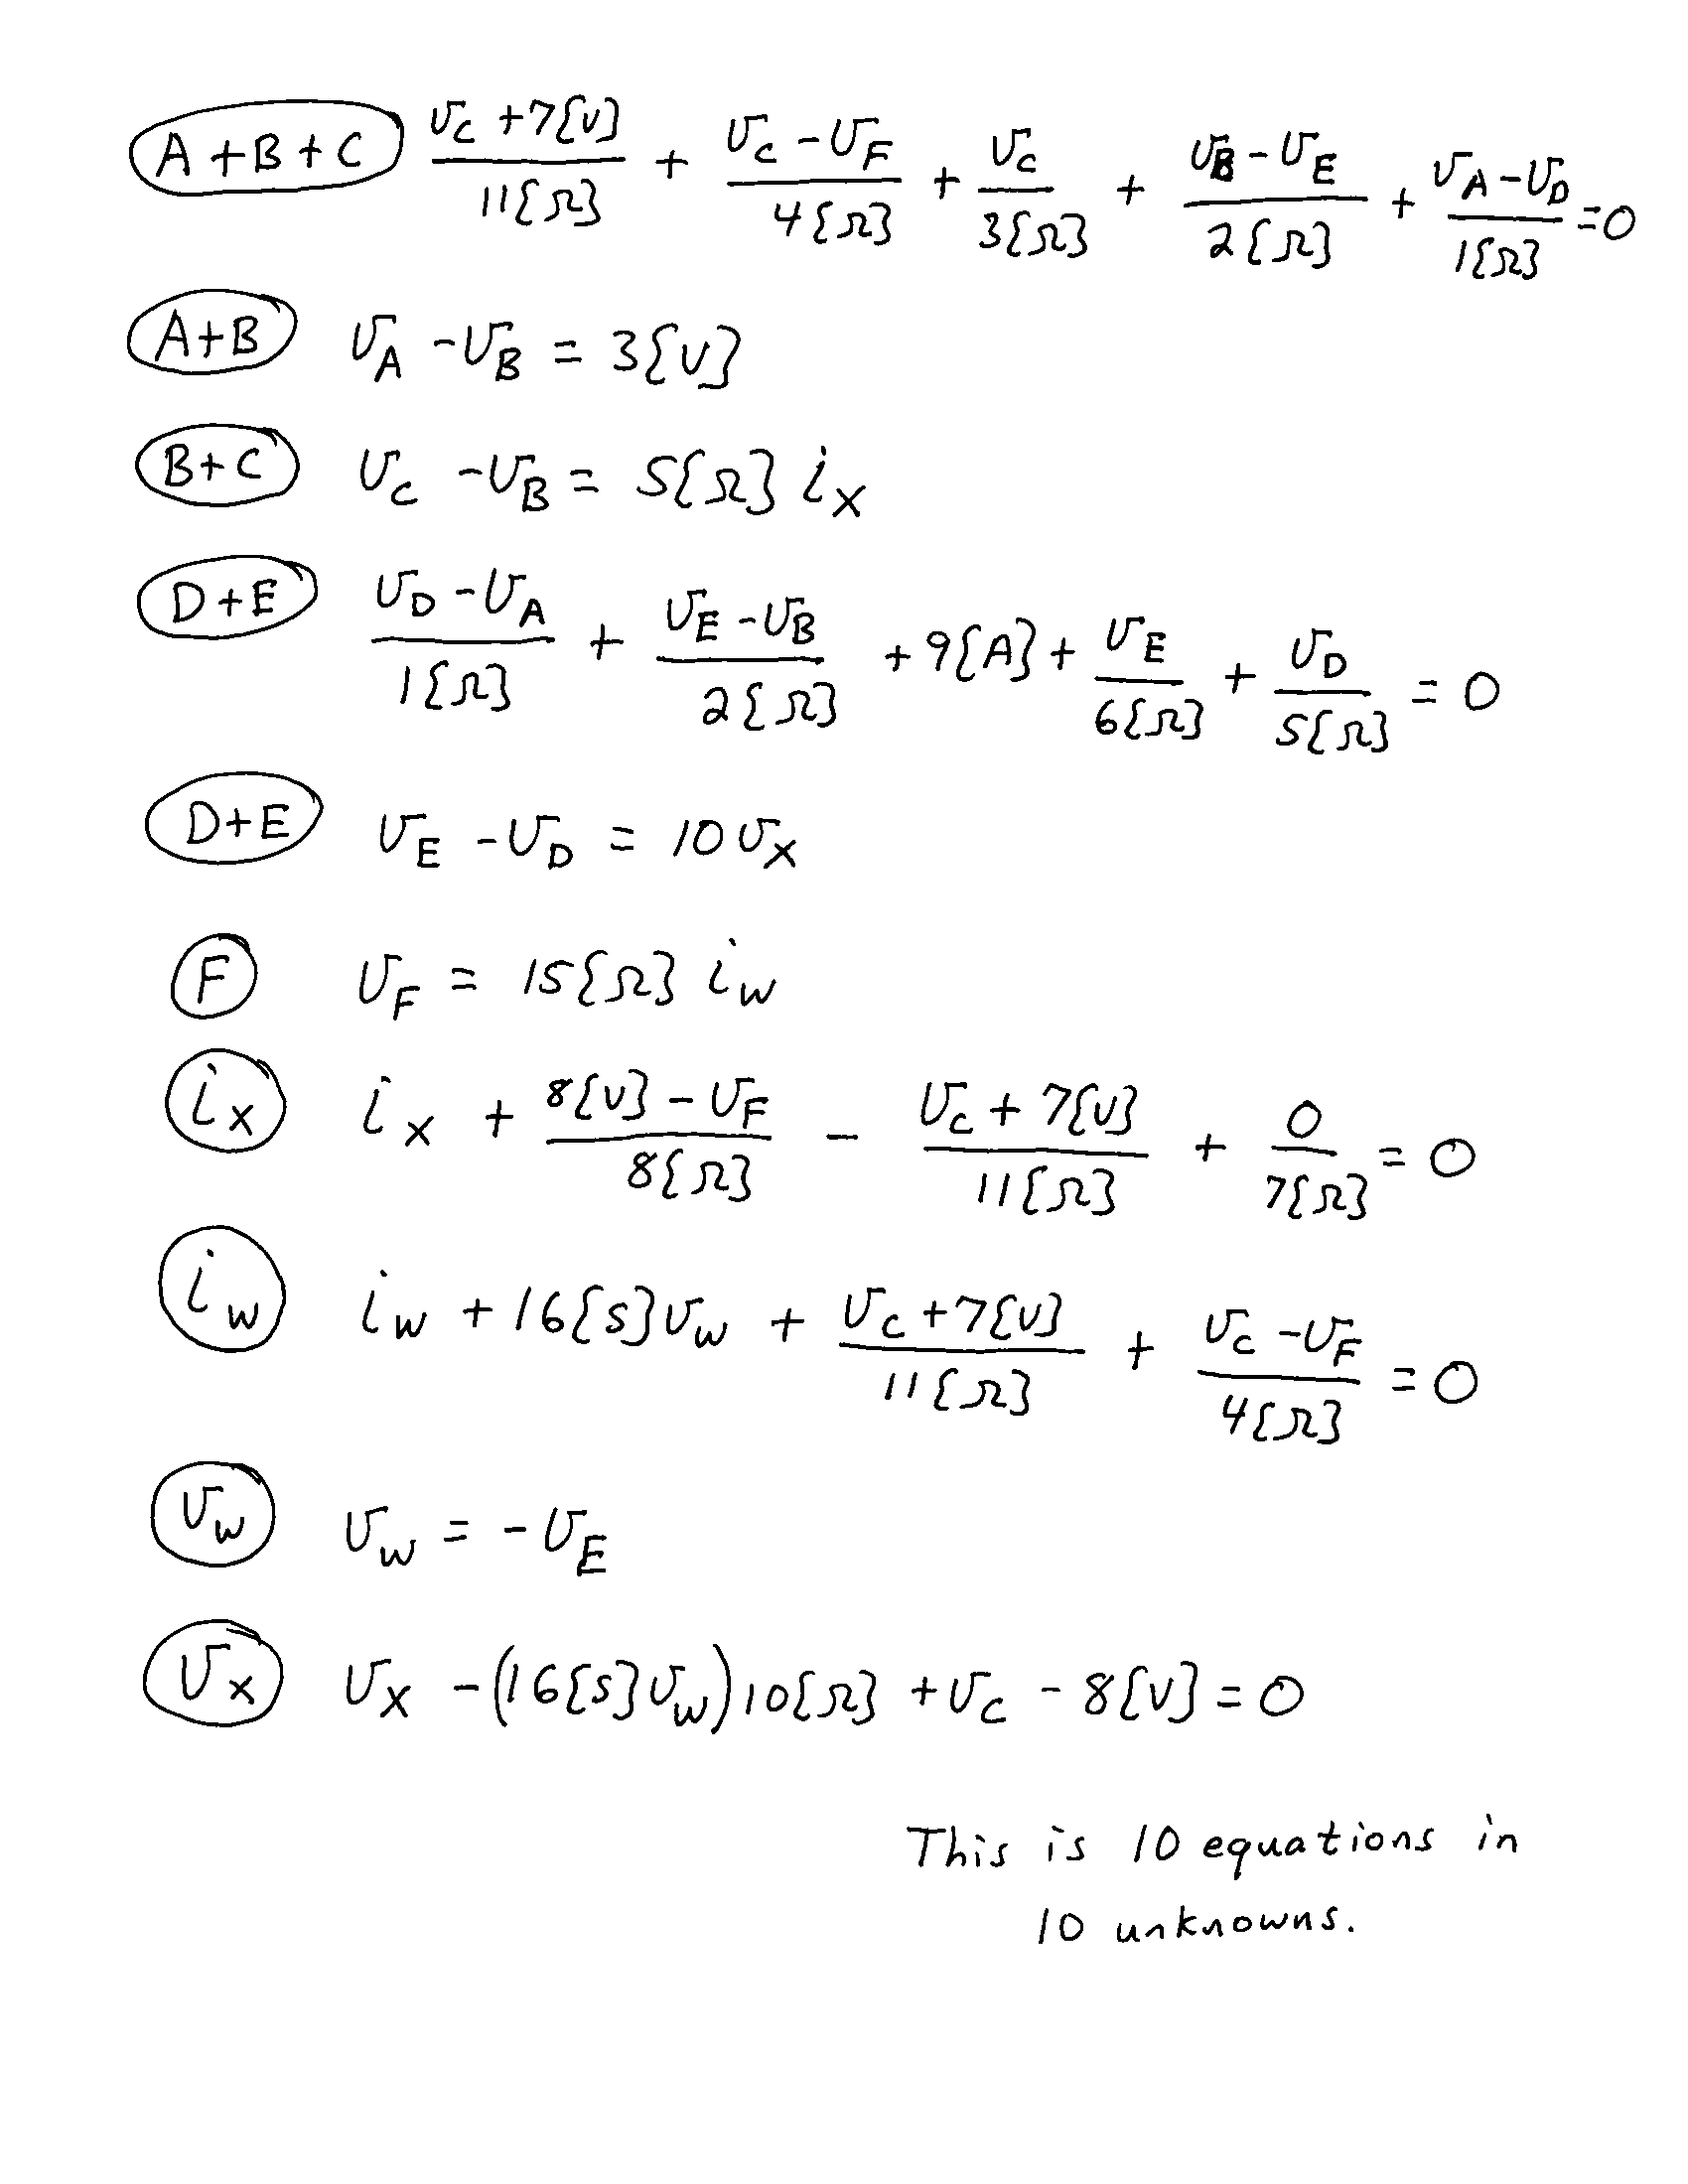 A+B+C (v_C + 7{V})/11{Ω} + (v_C - v_F)/4{Ω} + v_C/3{Ω} + (v_B - v_E)/2{Ω} + (v_A - v_D)/1{Ω} = 0
A+B v_A - v_B = 3{V}
B+C v_C - v_B = 5{Ω} i_X
D+E (v_D - v_A)/1{Ω} + (v_E - v_B)/2{Ω} + 9{A} + v_E/6{Ω} + v_D/5{Ω} = 0
D+E v_E - v_D = 10 v_X
F v_F = 15{Ω} i_W
i_X i_X + (8{V} - v_F)/8{Ω} - (v_C + 7{V})/11{Ω} + 0/7{Ω} = 0
i_W i_W + 16{S}v_W + (v_C + 7{V})/11{Ω} + (v_C - v_F)/4{Ω} = 0
v_W v_W = -v_E
v_X v_X - (16{S}v_W)10{Ω} + v_C - 8{V} = 0
This is 10 equations in
10 unknowns.